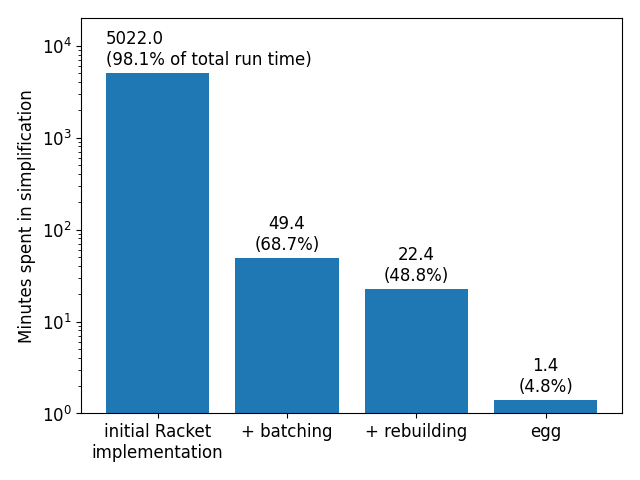 5022.0
(98.1% of total run time)
49.4
(68.7%)
22.4
(48.8%)
1.4
(4.8%)
10⁴
10³
10²
10¹
10⁰
Minutes spent in simplification
initial Racket
implementation
+ batching
+ rebuilding
egg